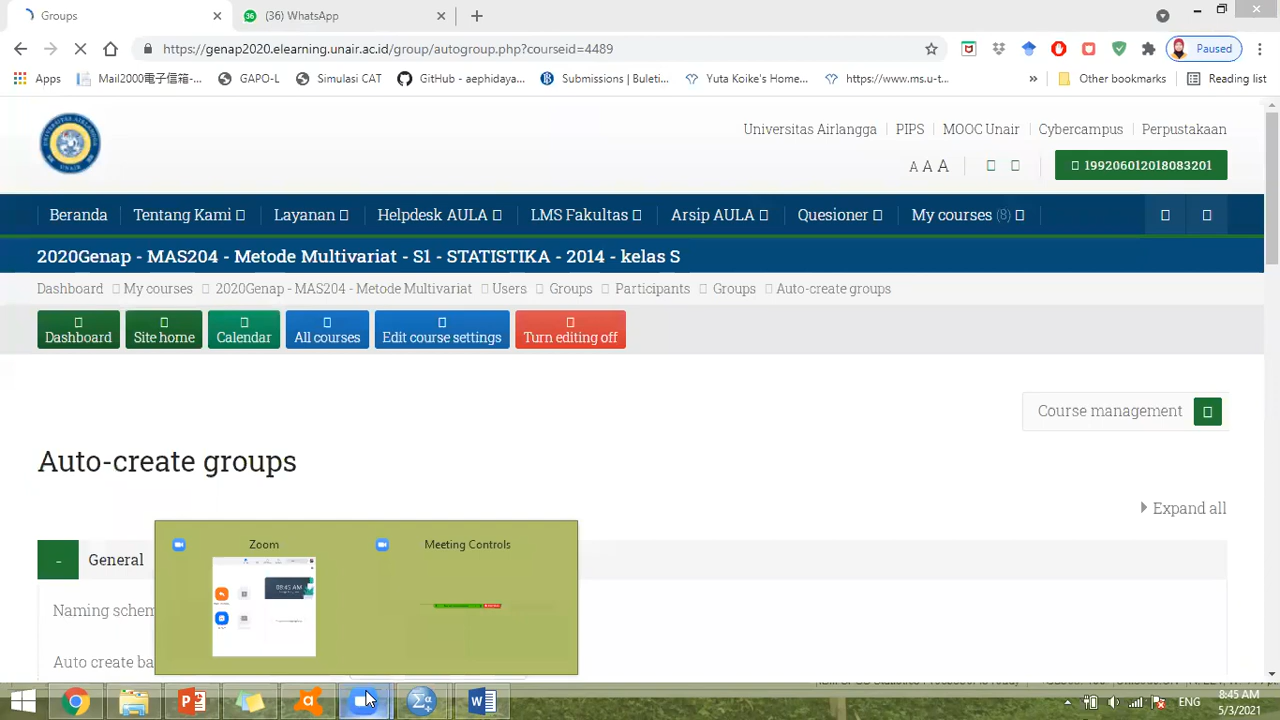 Groups
(36) WhatsApp
https://genap2020.elearning.unair.ac.id/group/autogroup.php?courseid=4489
Paused
Apps
Mail2000電子信箱-...
GAPO-L
Simulasi CAT
GitHub - aephidaya...
Submissions | Buleti...
Yuta Koike's Home...
https://www.ms.u-t...
»
Other bookmarks
Reading list
Universitas Airlangga
PIPS
MOOC Unair
Cybercampus
Perpustakaan
A A A
199206012018083201
Beranda
Tentang Kami
Layanan
Helpdesk AULA
LMS Fakultas
Arsip AULA
Quesioner
My courses (8)
2020Genap - MAS204 - Metode Multivariat - S1 - STATISTIKA - 2014 - kelas S
Dashboard
My courses
2020Genap - MAS204 - Metode Multivariat
Users
Groups
Participants
Groups
Auto-create groups
Dashboard
Site home
Calendar
All courses
Edit course settings
Turn editing off
Course management
Auto-create groups
Expand all
General
Zoom
Meeting Controls
Naming schem
Auto create ba
ENG
8:45 AM
5/3/2021